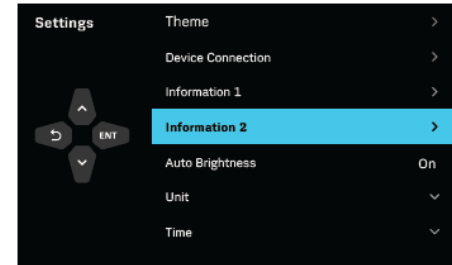 Settings
Theme
Device Connection
Information 1
ENT
Information 2
Auto Brightness On
Unit
Time